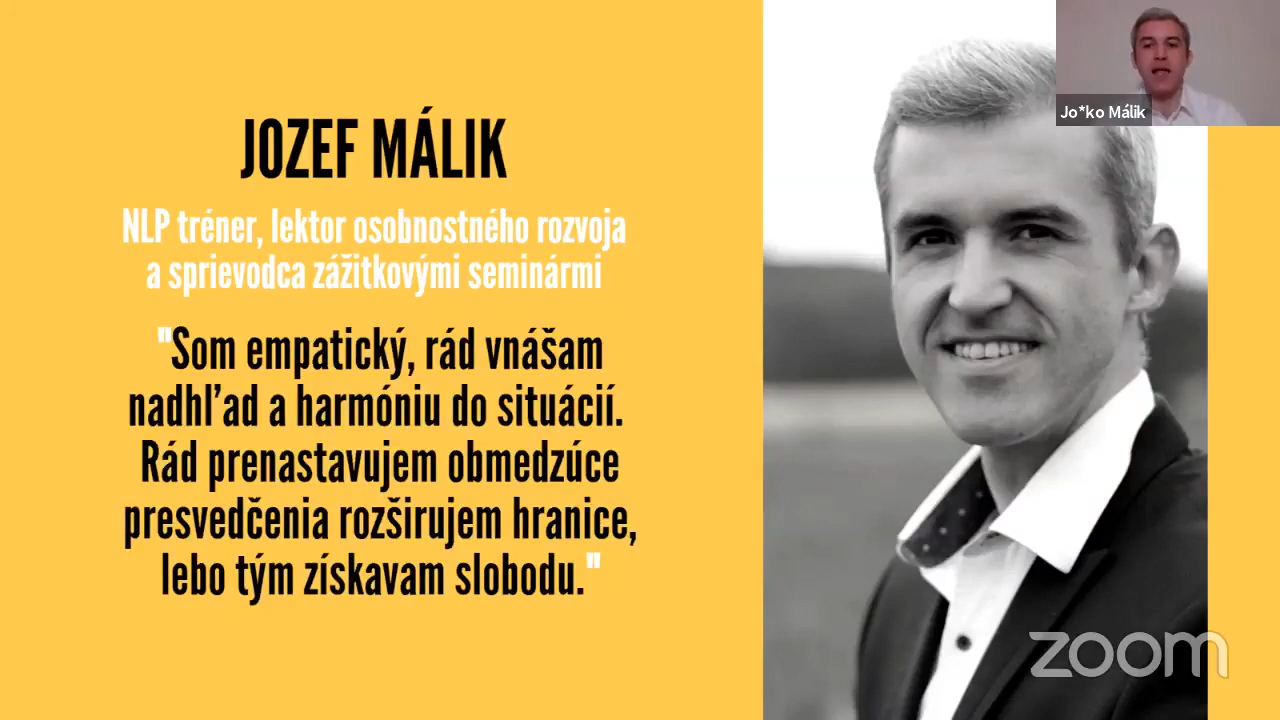 JOZEF MÁLIK
NLP tréner, lektor osobnostného rozvoja
a sprievodca zážitkovými seminármi
"Som empatický, rád vnášam
nadhľad a harmóniu do situácií.
Rád prenastavujem obmedzúce
presvedčenia rozširujem hranice,
lebo tým získavam slobodu."
Jo*ko Málik
zoom